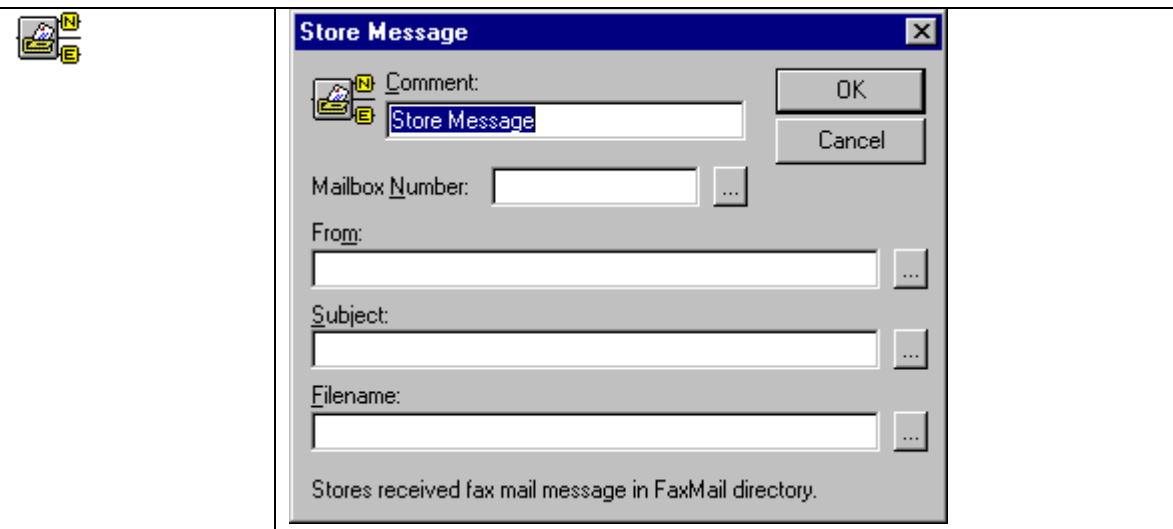 N
E
Store Message
Comment:
N
E
Store Message
OK
Cancel
Mailbox Number:
...
From:
...
Subject:
...
Filename:
...
Stores received fax mail message in FaxMail directory.